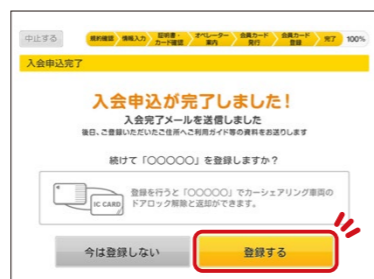 中止する
規約確認 情報入力 証明書・カード確認 オペレーター案内 会員カード発行 会員カード登録 完了 100%
入会申込完了
入会申込が完了しました!
入会完了メールを送信しました
後日、ご登録いただいたご住所へご利用ガイド等の資料をお送りします
続けて「〇〇〇〇〇」を登録しますか?
登録を行うと「〇〇〇〇〇」でカーシェアリング車両の
ドアロック解除と返却ができます。
IC CARD
今は登録しない 登録する